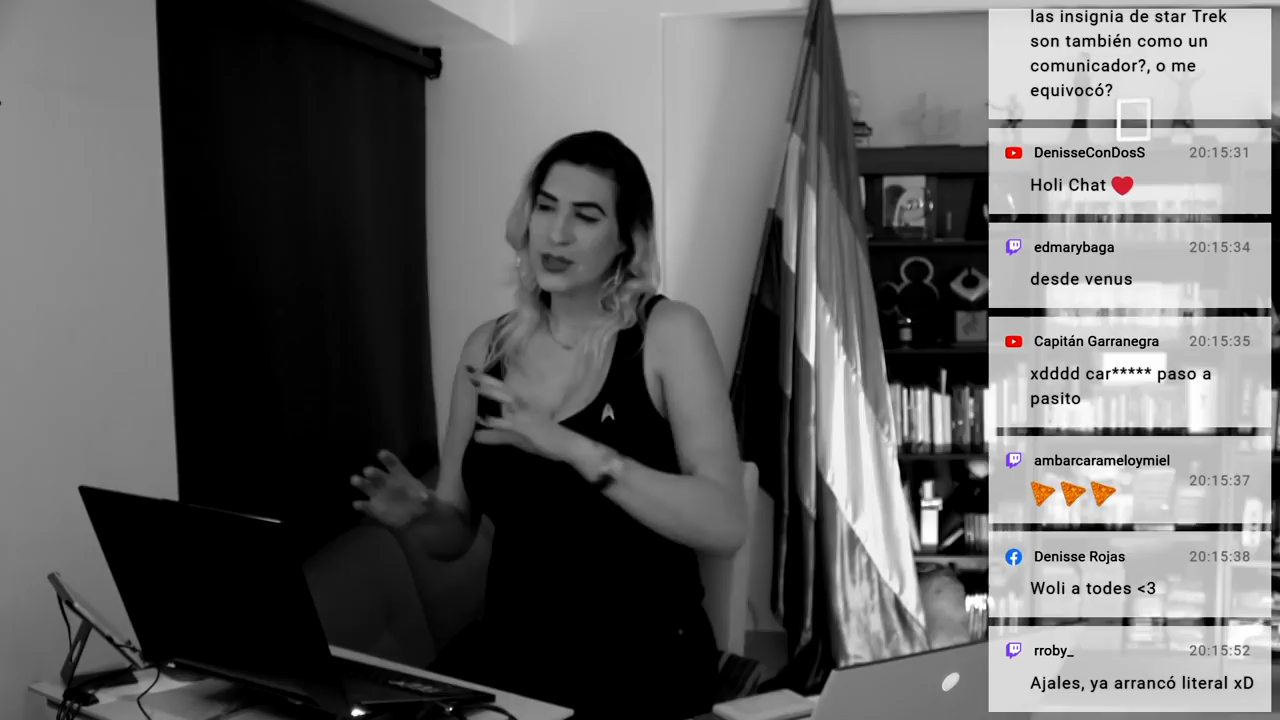 las insignia de star Trek
son también como un
comunicador?, o me
equivocó?
DenisseConDosS 20:15:31
Holi Chat
edmarybaga 20:15:34
desde venus
Capitán Garranegra 20:15:35
xdddd car***** paso a
pasito
ambarcarameloymiel
20:15:37
Denisse Rojas 20:15:38
Woli a todes <3
rroby_ 20:15:52
Ajales, ya arrancó literal xD